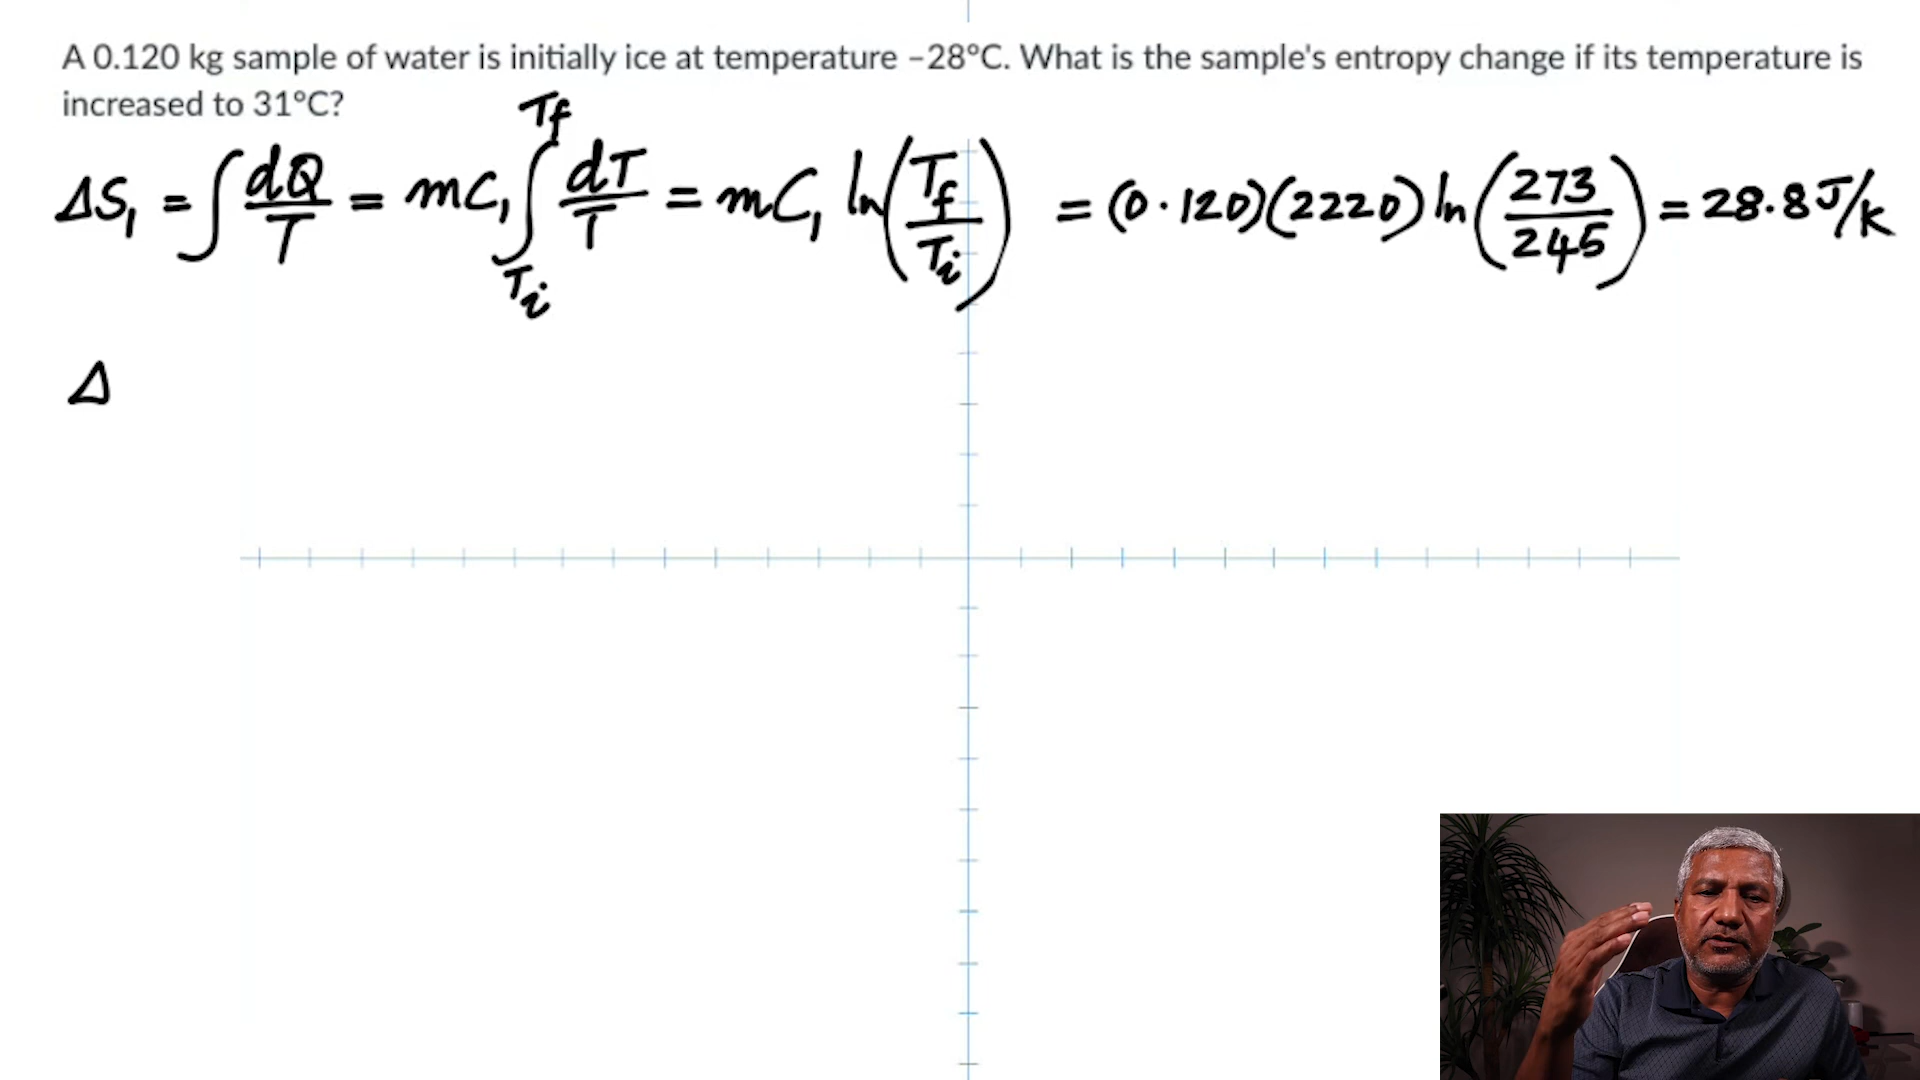 A 0.120 kg sample of water is initially ice at temperature −28°C. What is the sample's entropy change if its temperature is
increased to 31°C?
ΔS₁ = ∫ dQ/T = mC₁ ∫_{Ti}^{Tf} dT/T = mC₁ ln(Tf/Ti) = (0.120)(2220) ln(273/245) = 28.8 J/K
Δ